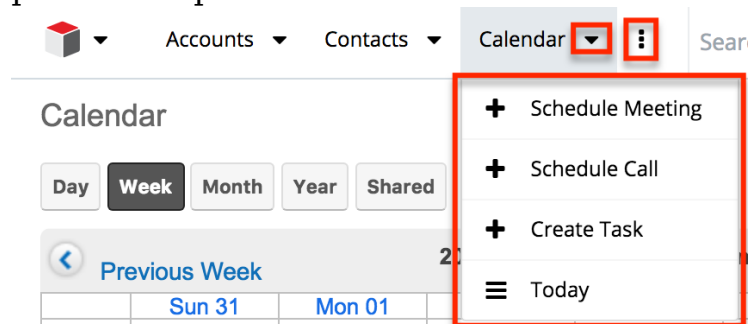 Accounts Contacts Calendar
Calendar
Schedule Meeting
Day Week Month Year Shared
Schedule Call
Create Task
Previous Week
Today
Sun 31 Mon 01